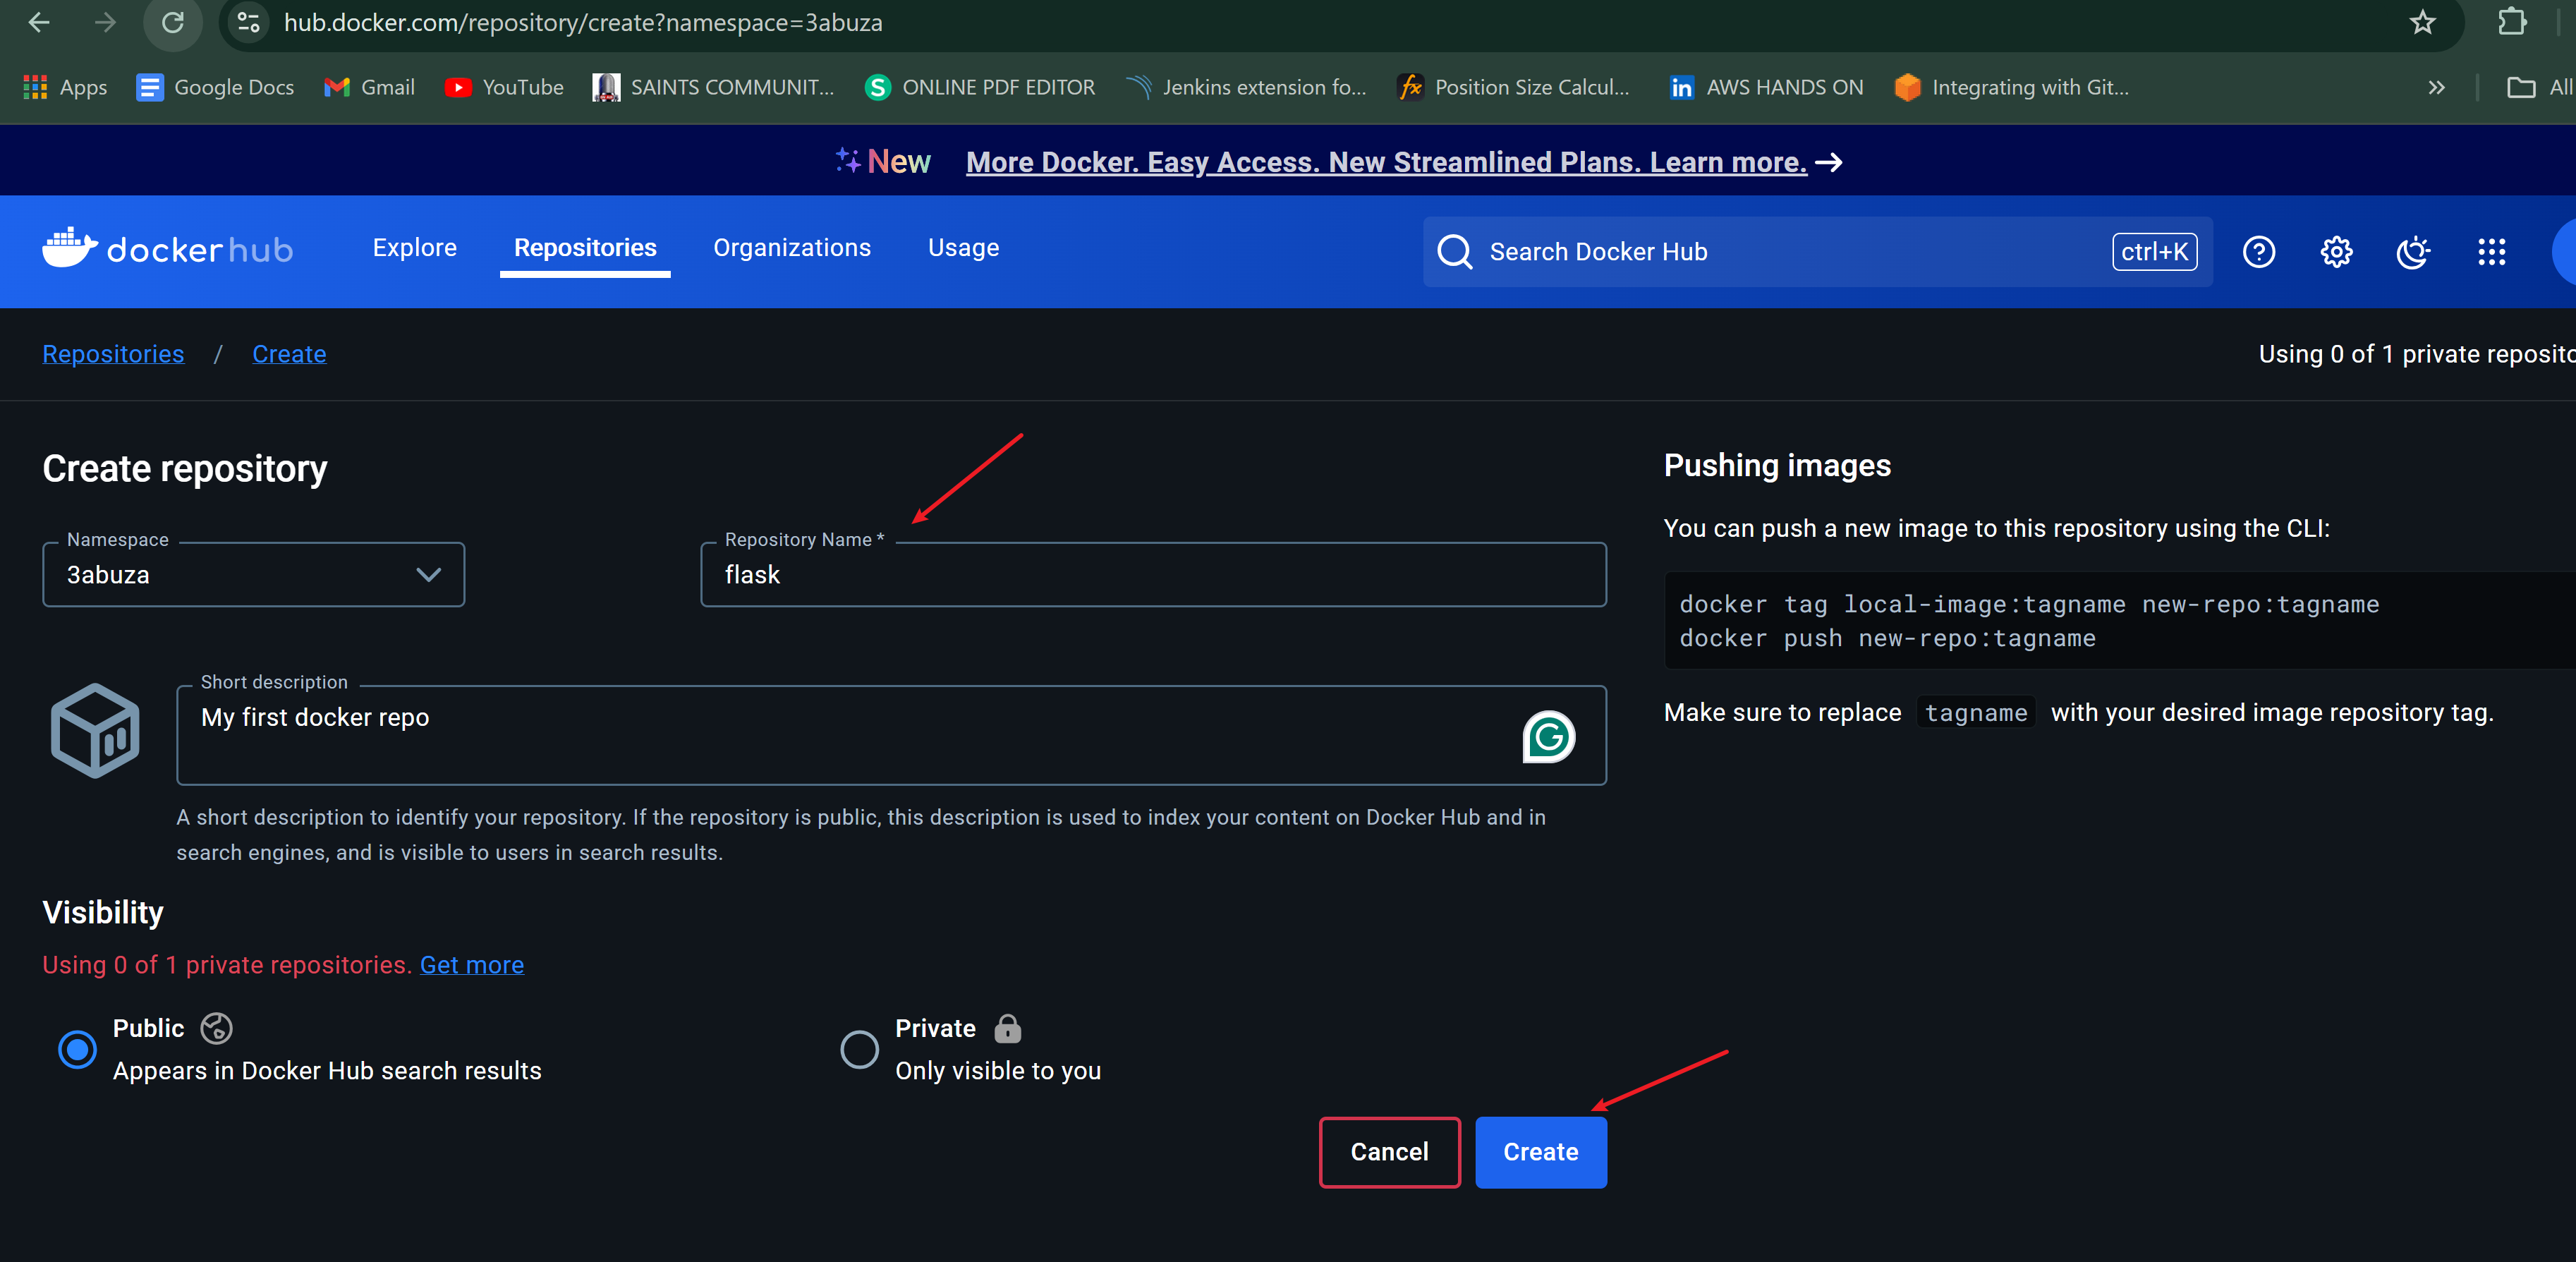 hub.docker.com/repository/create?namespace=3abuza
Apps Google Docs Gmail YouTube SAINTS COMMUNIT... ONLINE PDF EDITOR Jenkins extension fo... Position Size Calcul... AWS HANDS ON Integrating with Git... All
New More Docker. Easy Access. New Streamlined Plans. Learn more.
dockerhub Explore Repositories Organizations Usage Search Docker Hub ctrl+K
Repositories / Create
Using 0 of 1 private reposito
Create repository
Namespace
3abuza
Repository Name *
flask
Short description
My first docker repo
A short description to identify your repository. If the repository is public, this description is used to index your content on Docker Hub and in
search engines, and is visible to users in search results.
Visibility
Using 0 of 1 private repositories. Get more
Public
Appears in Docker Hub search results
Private
Only visible to you
Cancel Create
Pushing images
You can push a new image to this repository using the CLI:
docker tag local-image:tagname new-repo:tagname
docker push new-repo:tagname
Make sure to replace tagname with your desired image repository tag.